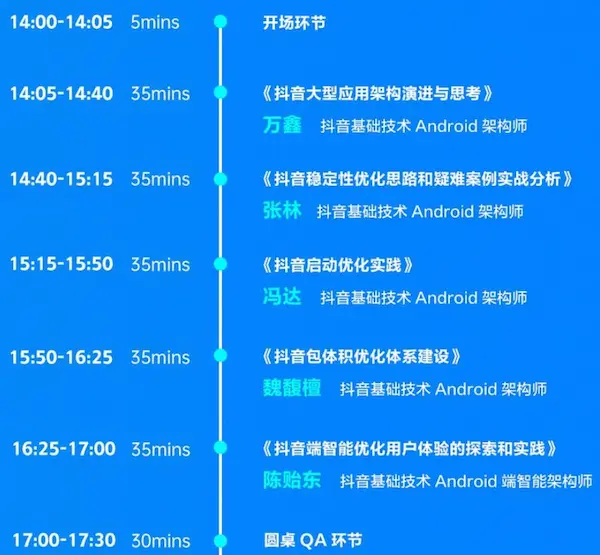 14:00-14:05 5mins 开场环节
14:05-14:40 35mins 《抖音大型应用架构演进与思考》
万鑫 抖音基础技术 Android 架构师
14:40-15:15 35mins 《抖音稳定性优化思路和疑难案例实战分析》
张林 抖音基础技术 Android 架构师
15:15-15:50 35mins 《抖音启动优化实践》
冯达 抖音基础技术 Android 架构师
15:50-16:25 35mins 《抖音包体积优化体系建设》
魏馥檀 抖音基础技术 Android 架构师
16:25-17:00 35mins 《抖音端智能优化用户体验的探索和实践》
陈贻东 抖音基础技术 Android 端智能架构师
17:00-17:30 30mins 圆桌 QA 环节